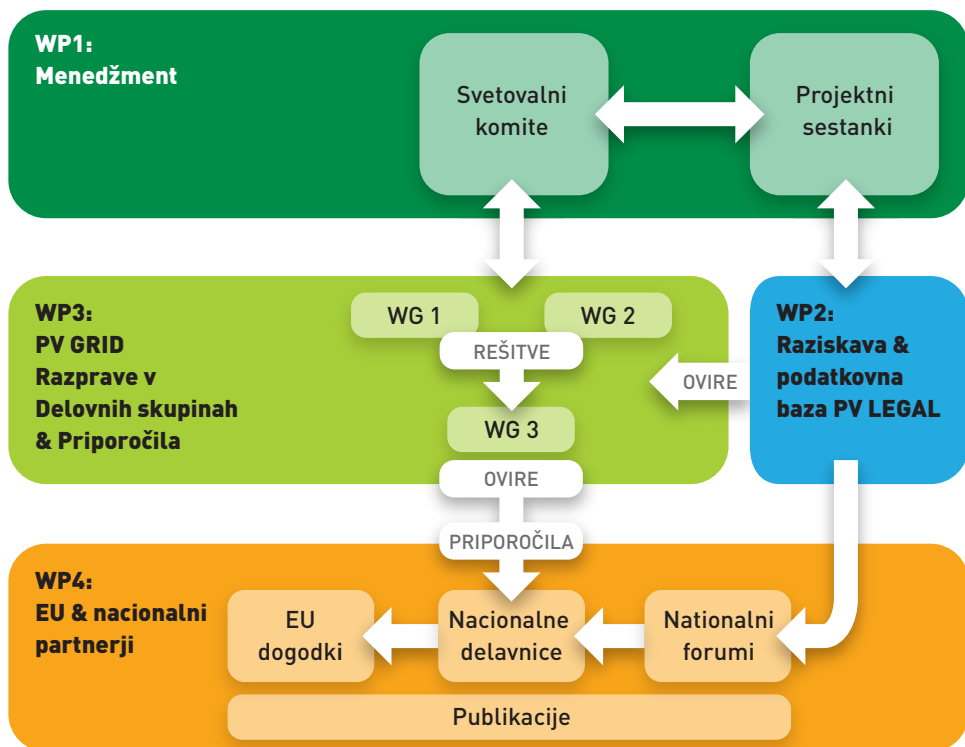 WP1:
Menedžment
Svetovalni
komite
Projektni
sestanki
WP3:
PV GRID
Razprave v
Delovnih skupinah
& Priporočila
WG 1
WG 2
REŠITVE
WG 3
OVIRE
PRIPOROČILA
OVIRE
WP2:
Raziskava &
podatkovna
baza PV LEGAL
WP4:
EU & nacionalni
partnerji
EU
dogodki
Nacionalne
delavnice
Nationalni
forumi
Publikacije